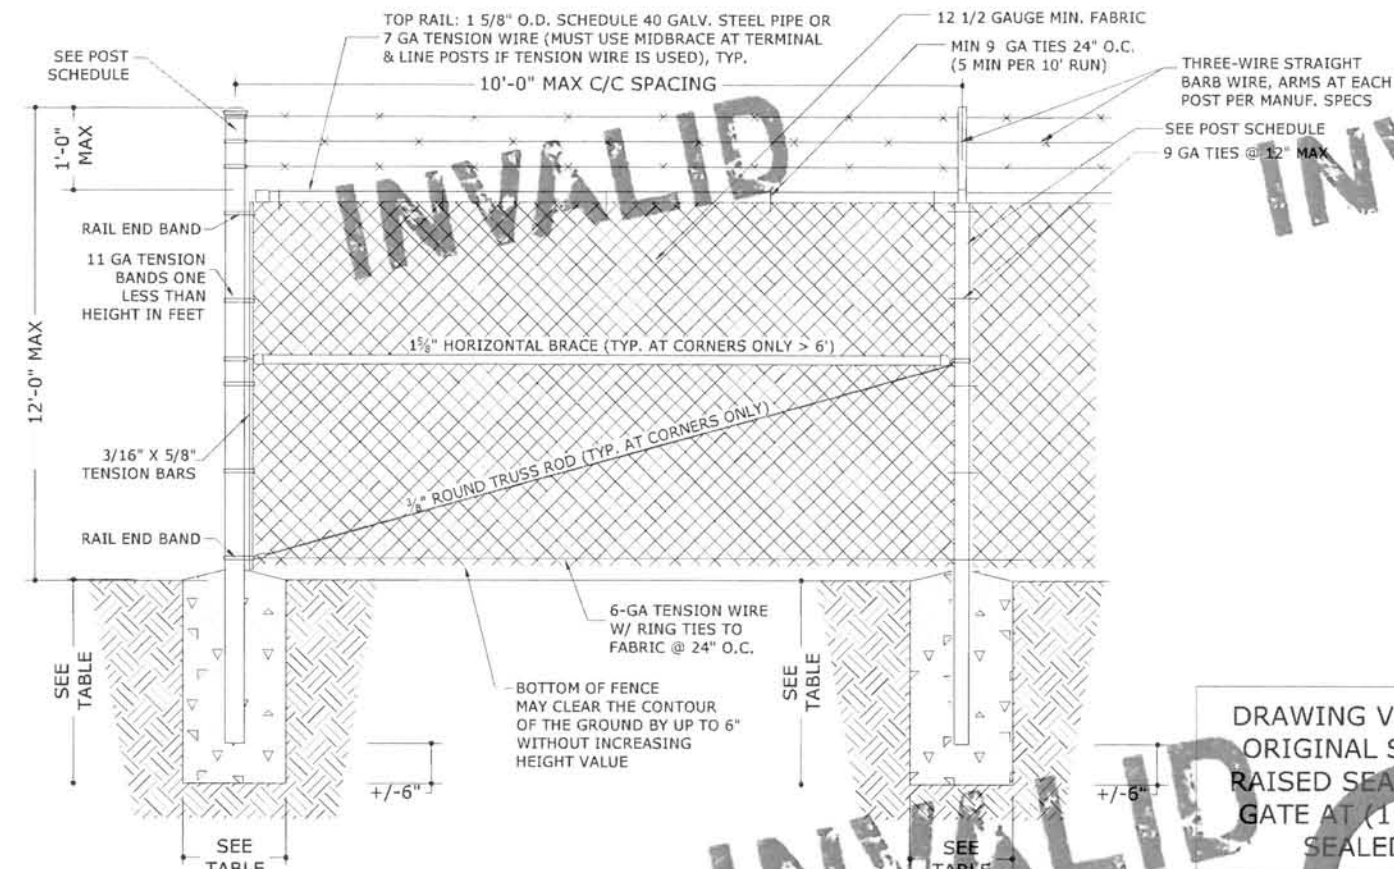 TOP RAIL: 1 5/8" O.D. SCHEDULE 40 GALV. STEEL PIPE OR
7 GA TENSION WIRE (MUST USE MIDBRACE AT TERMINAL
& LINE POSTS IF TENSION WIRE IS USED), TYP.
12 1/2 GAUGE MIN. FABRIC
MIN 9 GA TIES 24" O.C.
(5 MIN PER 10' RUN)
THREE-WIRE STRAIGHT
BARB WIRE, ARMS AT EACH
POST PER MANUF. SPECS
SEE POST SCHEDULE
9 GA TIES @ 12" MAX
SEE POST
SCHEDULE
10'-0" MAX C/C SPACING
1'-0"
MAX
INVALID
INV
RAIL END BAND
11 GA TENSION
BANDS ONE
LESS THAN
HEIGHT IN FEET
12'-0" MAX
1 5/8" HORIZONTAL BRACE (TYP. AT CORNERS ONLY > 6')
3/8" ROUND TRUSS ROD (TYP. AT CORNERS ONLY)
3/16" X 5/8"
TENSION BARS
RAIL END BAND
6-GA TENSION WIRE
W/ RING TIES TO
FABRIC @ 24" O.C.
BOTTOM OF FENCE
MAY CLEAR THE CONTOUR
OF THE GROUND BY UP TO 6"
WITHOUT INCREASING
HEIGHT VALUE
SEE
TABLE
SEE
TABLE
+/-6"
+/-6"
SEE
TABLE
SEE
TABLE
INVALID
DRAWING V
ORIGINAL S
RAISED SEA
GATE AT (1
SEALED